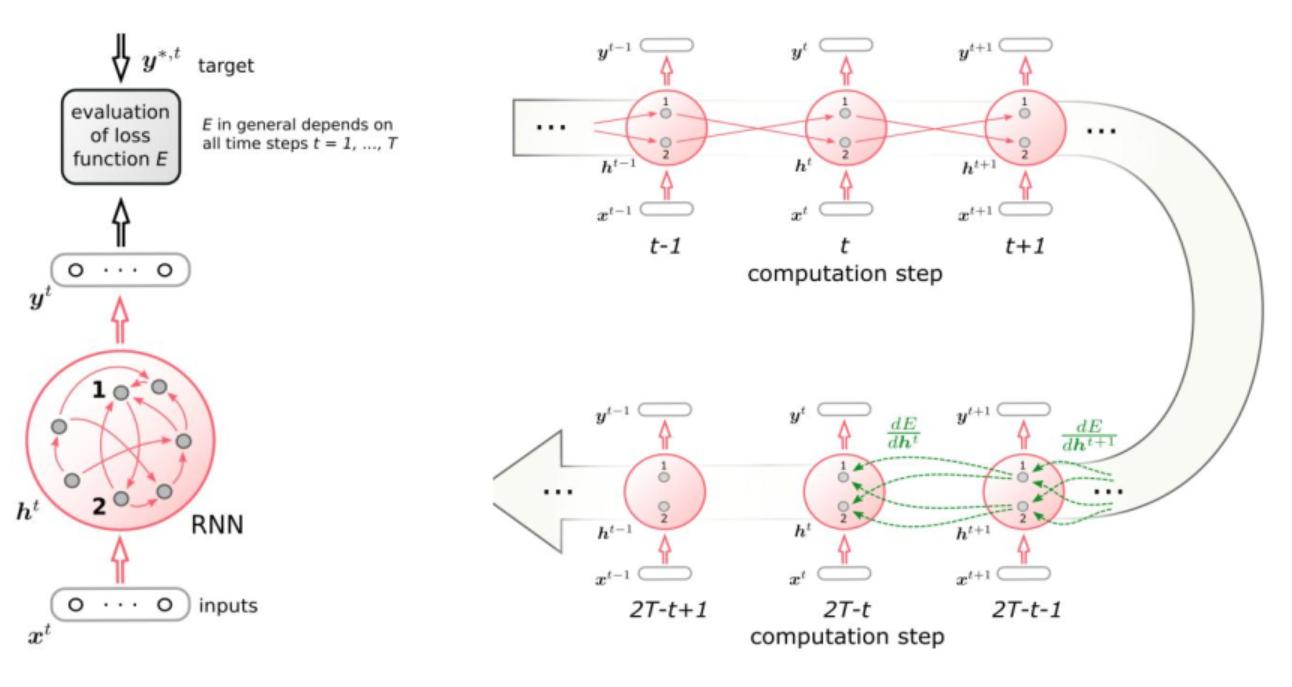 y*,t target
evaluation
of loss
function E
E in general depends on
all time steps t = 1, ..., T
y^t
1
2
h^t
RNN
inputs
x^t
y^{t-1} y^t y^{t+1}
1 1 1
... ...
2 2 2
h^{t-1} h^t h^{t+1}
x^{t-1} x^t x^{t+1}
t-1 t t+1
computation step
y^{t-1} y^t y^{t+1}
dE/dh^t dE/dh^{t+1}
1 1 1
... ...
2 2 2
h^{t-1} h^t h^{t+1}
x^{t-1} x^t x^{t+1}
2T-t+1 2T-t 2T-t-1
computation step